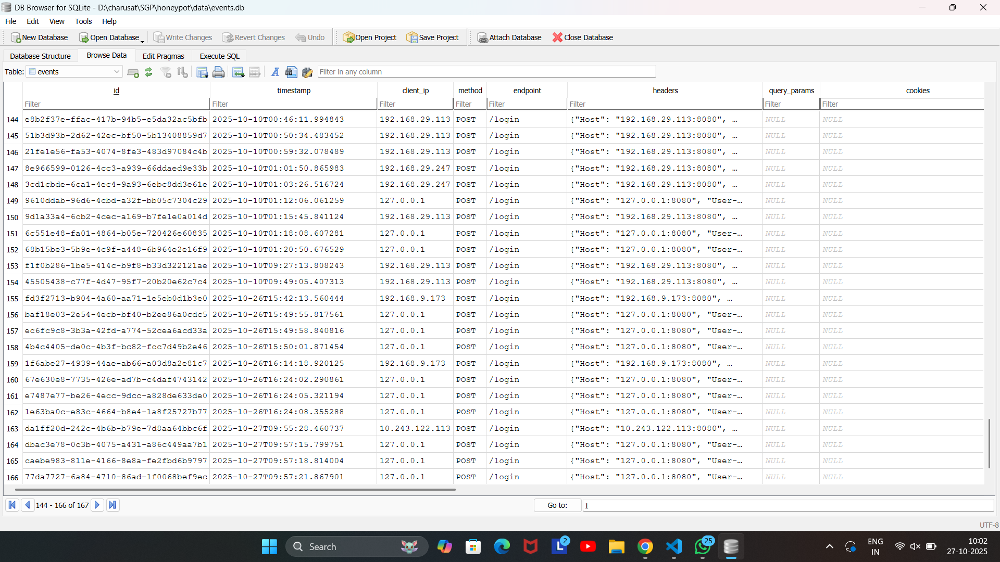 DB Browser for SQLite - D:\charusat\SGP\honeypot\data\events.db
File Edit View Tools Help
New Database Open Database Write Changes Revert Changes Undo Open Project Save Project Attach Database Close Database
Database Structure Browse Data Edit Pragmas Execute SQL
Table: events Filter in any column
id timestamp client_ip method endpoint headers query_params cookies
Filter Filter Filter Filter Filter Filter Filter Filter
144 e8b2f37e-ffac-417b-94b5-e5da32ac5bfb 2025-10-10T00:46:11.994843 192.168.29.113 POST /login {"Host": "192.168.29.113:8080", … NULL NULL
145 51b3d93b-2d62-42ec-bf50-5b13408859d7 2025-10-10T00:50:34.483452 192.168.29.113 POST /login {"Host": "192.168.29.113:8080", … NULL NULL
146 21fe1e56-fa53-4074-8fe3-483d97084c4b 2025-10-10T00:59:32.078489 192.168.29.113 POST /login {"Host": "192.168.29.113:8080", … NULL NULL
147 8e966599-0126-4cc3-a939-66ddaed9e33b 2025-10-10T01:01:50.865983 192.168.29.247 POST /login {"Host": "192.168.29.113:8080", … NULL NULL
148 3cd1cbde-6ca1-4ec4-9a93-6ebc8dd3e61e 2025-10-10T01:03:26.516724 192.168.29.247 POST /login {"Host": "192.168.29.113:8080", … NULL NULL
149 9610ddab-96d6-4cbd-a32f-bb05c7304c29 2025-10-10T01:12:06.061259 127.0.0.1 POST /login {"Host": "127.0.0.1:8080", "User-… NULL NULL
150 9d1a33a4-6cb2-4cec-a169-b7fe1e0a014d 2025-10-10T01:15:45.841124 192.168.29.113 POST /login {"Host": "192.168.29.113:8080", … NULL NULL
151 6c551e48-fa01-4864-b05e-720426e60835 2025-10-10T01:18:08.607281 127.0.0.1 POST /login {"Host": "127.0.0.1:8080", "User-… NULL NULL
152 68b15be3-5b9e-4c9f-a448-6b964e2e16f9 2025-10-10T01:20:50.676529 127.0.0.1 POST /login {"Host": "127.0.0.1:8080", "User-… NULL NULL
153 f1f0b286-1be5-414c-b9f8-b33d322121ae 2025-10-10T09:27:13.808243 192.168.29.113 POST /login {"Host": "192.168.29.113:8080", … NULL NULL
154 45505438-c77f-4d47-95f7-20b20e62c7c4 2025-10-10T09:49:05.407313 192.168.29.113 POST /login {"Host": "192.168.29.113:8080", … NULL NULL
155 fd3f2713-b904-4a60-aa71-1e5eb0d1b3e0 2025-10-26T15:42:13.560444 192.168.9.173 POST /login {"Host": "192.168.9.173:8080", … NULL NULL
156 baf18e03-2e54-4ecb-bf40-b2ee86a0cdc5 2025-10-26T15:49:55.817561 127.0.0.1 POST /login {"Host": "127.0.0.1:8080", "User-… NULL NULL
157 ec6fc9c8-3b3a-42fd-a774-52cea6acd33a 2025-10-26T15:49:58.840816 127.0.0.1 POST /login {"Host": "127.0.0.1:8080", "User-… NULL NULL
158 4b4c4405-de0c-4b3f-bc82-fcc7d49b2e46 2025-10-26T15:50:01.871454 127.0.0.1 POST /login {"Host": "127.0.0.1:8080", "User-… NULL NULL
159 1f6abe27-4939-44ae-ab66-a03d8a2e81c7 2025-10-26T16:14:18.920125 192.168.9.173 POST /login {"Host": "192.168.9.173:8080", … NULL NULL
160 67e630e8-7735-426e-ad7b-c4daf4743142 2025-10-26T16:24:02.290861 127.0.0.1 POST /login {"Host": "127.0.0.1:8080", "User-… NULL NULL
161 e7487e77-be26-4ecc-9dcc-a828de633de0 2025-10-26T16:24:05.321194 127.0.0.1 POST /login {"Host": "127.0.0.1:8080", "User-… NULL NULL
162 1e63ba0c-e83c-4664-b8e4-1a8f25727b77 2025-10-26T16:24:08.355288 127.0.0.1 POST /login {"Host": "127.0.0.1:8080", "User-… NULL NULL
163 da1ff20d-242c-4b6b-b79e-7d8aa64bbc6f 2025-10-27T09:55:28.460737 10.243.122.113 POST /login {"Host": "10.243.122.113:8080", … NULL NULL
164 dbac3e78-0c3b-4075-a431-a86c449aa7b1 2025-10-27T09:57:15.799751 127.0.0.1 POST /login {"Host": "127.0.0.1:8080", "User-… NULL NULL
165 caebe983-811e-4166-8e8a-fe2fbd6b9797 2025-10-27T09:57:18.814004 127.0.0.1 POST /login {"Host": "127.0.0.1:8080", "User-… NULL NULL
166 77da7727-6a84-4710-86ad-1f0068bef9ec 2025-10-27T09:57:21.867901 127.0.0.1 POST /login {"Host": "127.0.0.1:8080", "User-… NULL NULL
144 - 166 of 167 Go to: 1
UTF-8
Search L 2 25 ENG IN 10:02 27-10-2025